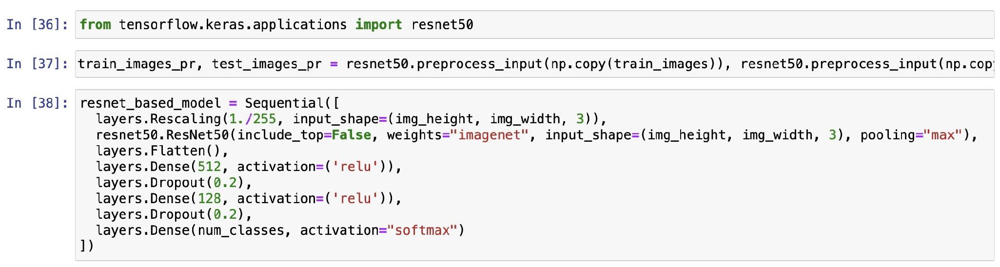 In [36]: from tensorflow.keras.applications import resnet50
In [37]: train_images_pr, test_images_pr = resnet50.preprocess_input(np.copy(train_images)), resnet50.preprocess_input(np.cop
In [38]: resnet_based_model = Sequential([
layers.Rescaling(1./255, input_shape=(img_height, img_width, 3)),
resnet50.ResNet50(include_top=False, weights="imagenet", input_shape=(img_height, img_width, 3), pooling="max"),
layers.Flatten(),
layers.Dense(512, activation=('relu')),
layers.Dropout(0.2),
layers.Dense(128, activation=('relu')),
layers.Dropout(0.2),
layers.Dense(num_classes, activation="softmax")
])